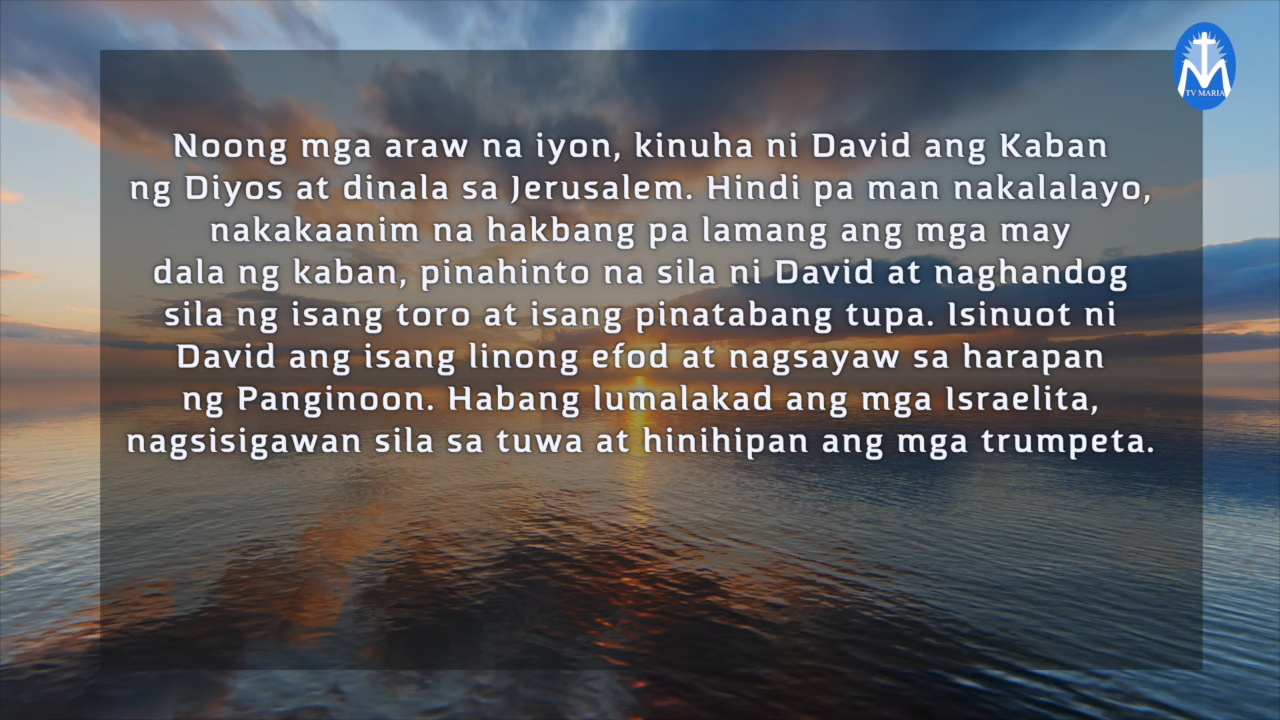 TV MARIA
Noong mga araw na iyon, kinuha ni David ang Kaban
ng Diyos at dinala sa Jerusalem. Hindi pa man nakalalayo,
nakakaanim na hakbang pa lamang ang mga may
dala ng kaban, pinahinto na sila ni David at naghandog
sila ng isang toro at isang pinatabang tupa. Isinuot ni
David ang isang linong efod at nagsayaw sa harapan
ng Panginoon. Habang lumalakad ang mga Israelita,
nagsisigawan sila sa tuwa at hinihipan ang mga trumpeta.